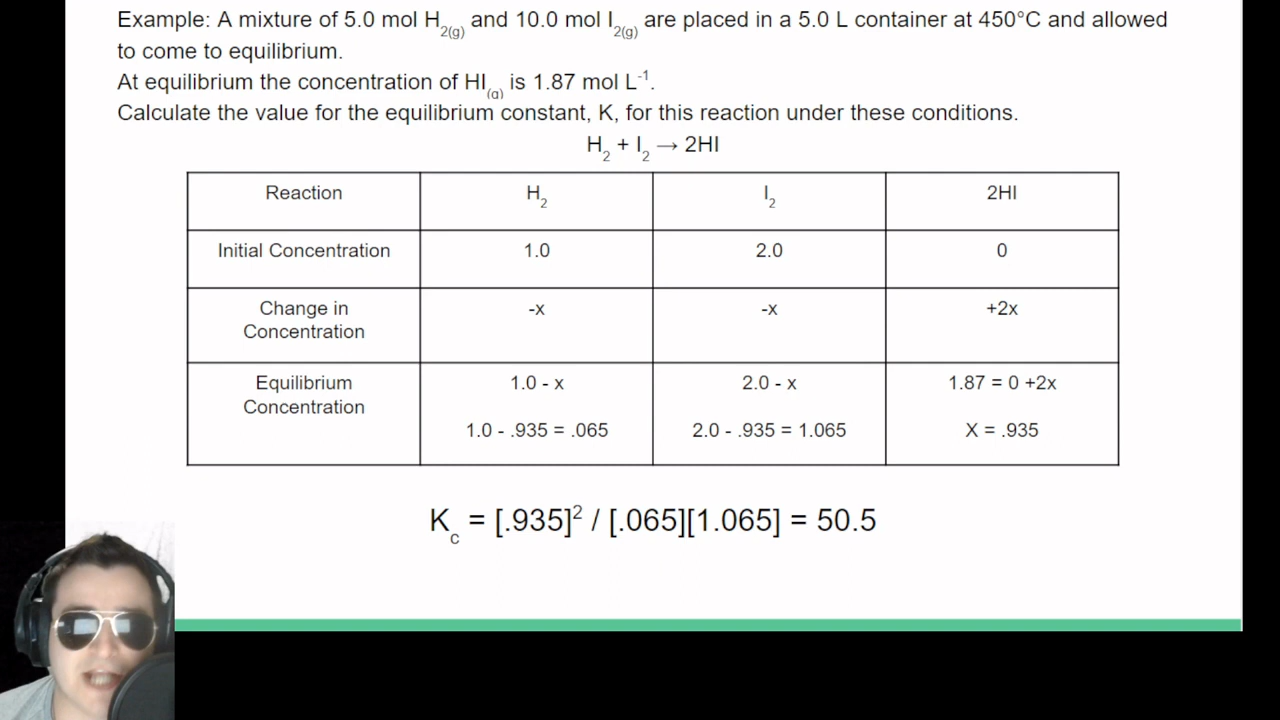 Example: A mixture of 5.0 mol H2(g) and 10.0 mol I2(g) are placed in a 5.0 L container at 450°C and allowed
to come to equilibrium.
At equilibrium the concentration of HI(g) is 1.87 mol L-1.
Calculate the value for the equilibrium constant, K, for this reaction under these conditions.
H2 + I2 → 2HI
Reaction H2 I2 2HI
Initial Concentration 1.0 2.0 0
Change in -x -x +2x
Concentration
Equilibrium 1.0 - x 2.0 - x 1.87 = 0 +2x
Concentration
1.0 - .935 = .065 2.0 - .935 = 1.065 X = .935
Kc = [.935]2 / [.065][1.065] = 50.5